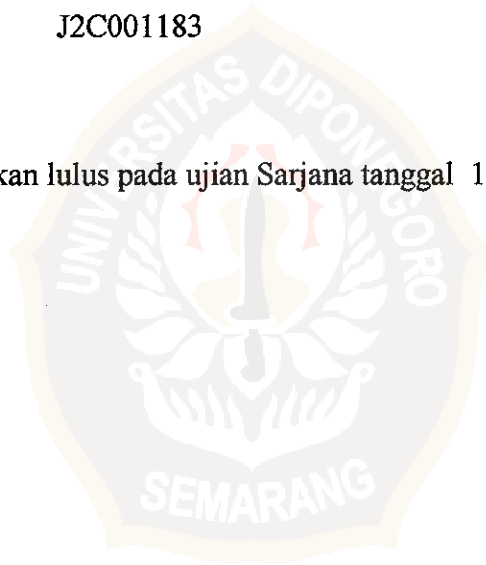 J2C001183
kan lulus pada ujian Sarjana tanggal 1
UNIVERSITAS DIPONEGORO
SEMARANG